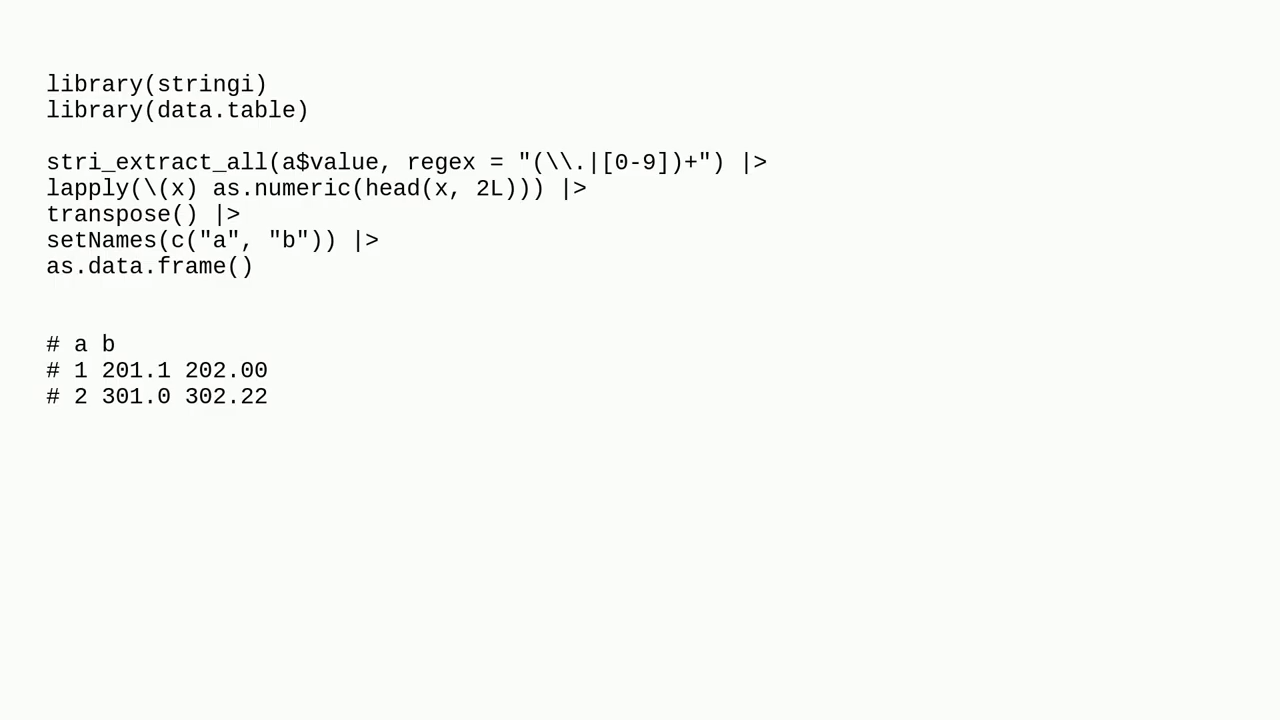 library(stringi)
library(data.table)
stri_extract_all(a$value, regex = "(\\.|[0-9])+") |>
lapply(\(x) as.numeric(head(x, 2L))) |>
transpose() |>
setNames(c("a", "b")) |>
as.data.frame()
# a b
# 1 201.1 202.00
# 2 301.0 302.22